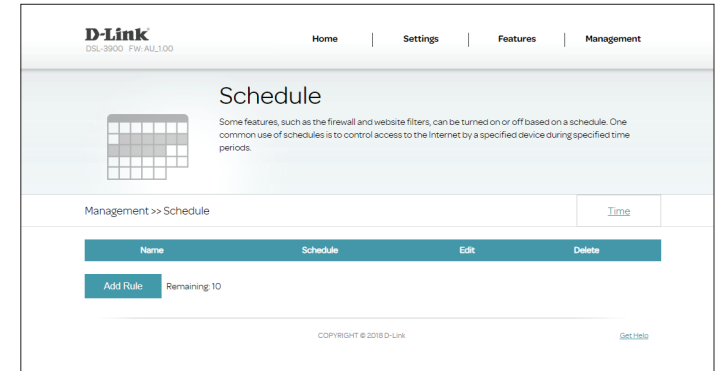 D-Link
DSL-3900 FW: AU_1.00
Home Settings Features Management
Schedule
Some features, such as the firewall and website filters, can be turned on or off based on a schedule. One
common use of schedules is to control access to the Internet by a specified device during specified time
periods.
Management >> Schedule
Time
Name Schedule Edit Delete
Add Rule Remaining: 10
COPYRIGHT © 2018 D-Link
Get Help